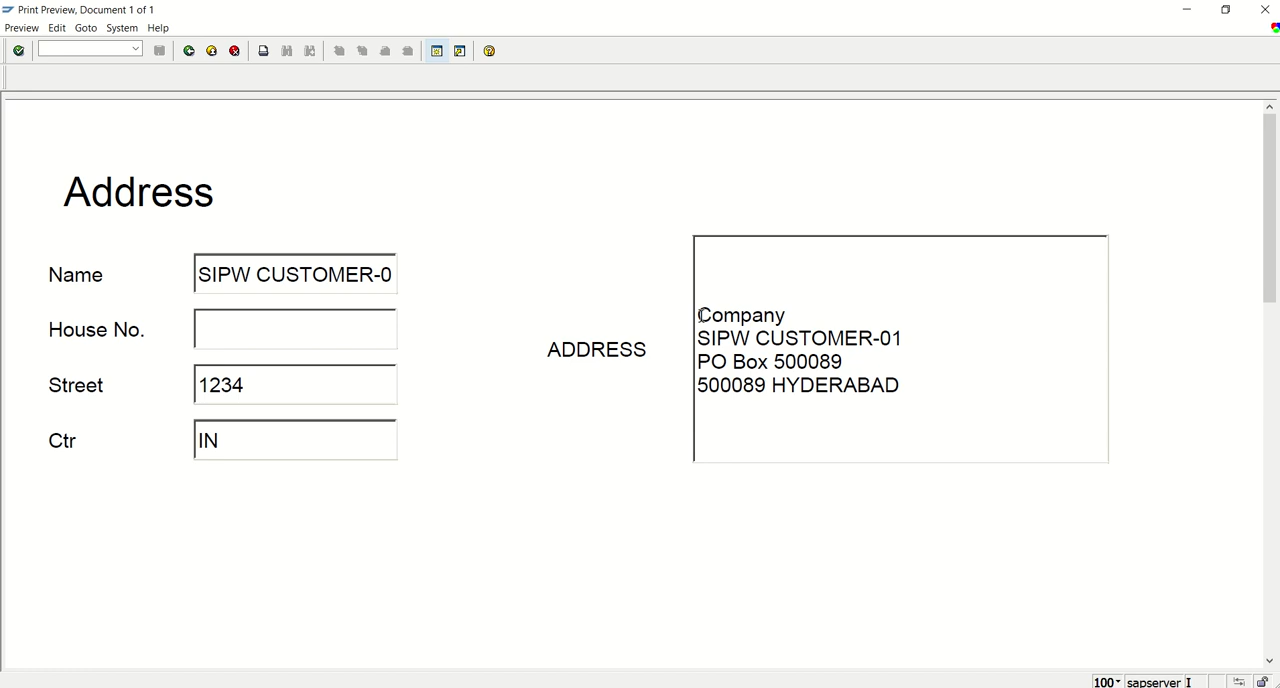 Print Preview, Document 1 of 1
Preview Edit Goto System Help
Address
Name SIPW CUSTOMER-0
House No.
Street 1234
Ctr IN
ADDRESS
Company
SIPW CUSTOMER-01
PO Box 500089
500089 HYDERABAD
100 sapserver